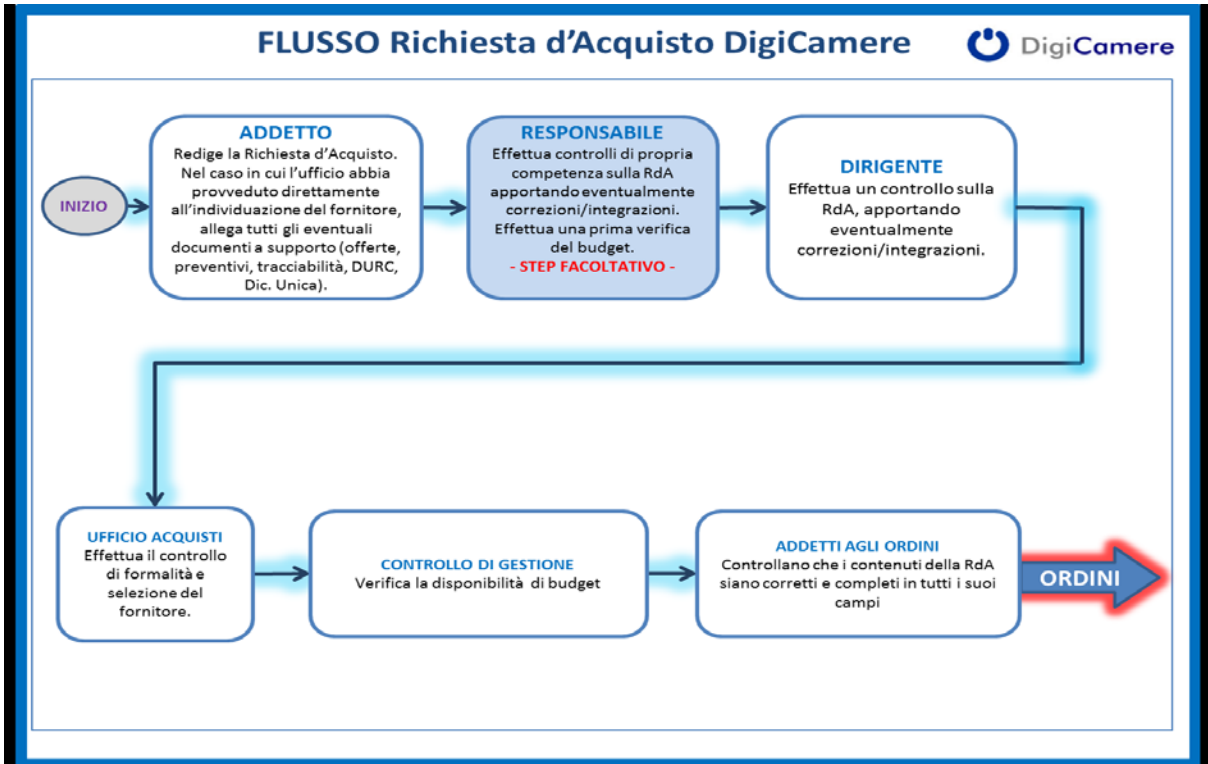 FLUSSO Richiesta d'Acquisto DigiCamere
DigiCamere
INIZIO
ADDETTO
Redige la Richiesta d'Acquisto.
Nel caso in cui l'ufficio abbia
provveduto direttamente
all'individuazione del fornitore,
allega tutti gli eventuali
documenti a supporto (offerte,
preventivi, tracciabilità, DURC,
Dic. Unica).
RESPONSABILE
Effettua controlli di propria
competenza sulla RdA
apportando eventualmente
correzioni/integrazioni.
Effettua una prima verifica
del budget.
- STEP FACOLTATIVO -
DIRIGENTE
Effettua un controllo sulla
RdA, apportando
eventualmente
correzioni/integrazioni.
UFFICIO ACQUISTI
Effettua il controllo
di formalità e
selezione del
fornitore.
CONTROLLO DI GESTIONE
Verifica la disponibilità di budget
ADDETTI AGLI ORDINI
Controllano che i contenuti della RdA
siano corretti e completi in tutti i suoi
campi
ORDINI